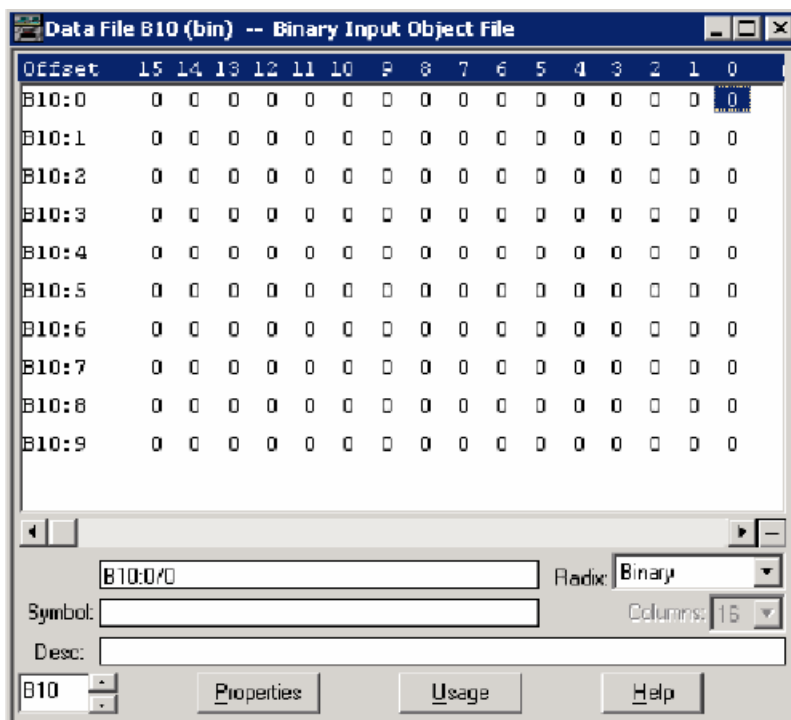 Data File B10 (bin) -- Binary Input Object File
Offset 15 14 13 12 11 10 9 8 7 6 5 4 3 2 1 0
B10:0 0 0 0 0 0 0 0 0 0 0 0 0 0 0 0 0
B10:1 0 0 0 0 0 0 0 0 0 0 0 0 0 0 0 0
B10:2 0 0 0 0 0 0 0 0 0 0 0 0 0 0 0 0
B10:3 0 0 0 0 0 0 0 0 0 0 0 0 0 0 0 0
B10:4 0 0 0 0 0 0 0 0 0 0 0 0 0 0 0 0
B10:5 0 0 0 0 0 0 0 0 0 0 0 0 0 0 0 0
B10:6 0 0 0 0 0 0 0 0 0 0 0 0 0 0 0 0
B10:7 0 0 0 0 0 0 0 0 0 0 0 0 0 0 0 0
B10:8 0 0 0 0 0 0 0 0 0 0 0 0 0 0 0 0
B10:9 0 0 0 0 0 0 0 0 0 0 0 0 0 0 0 0
B10:0/0 Radix: Binary
Symbol: Columns: 16
Desc:
B10 Properties Usage Help